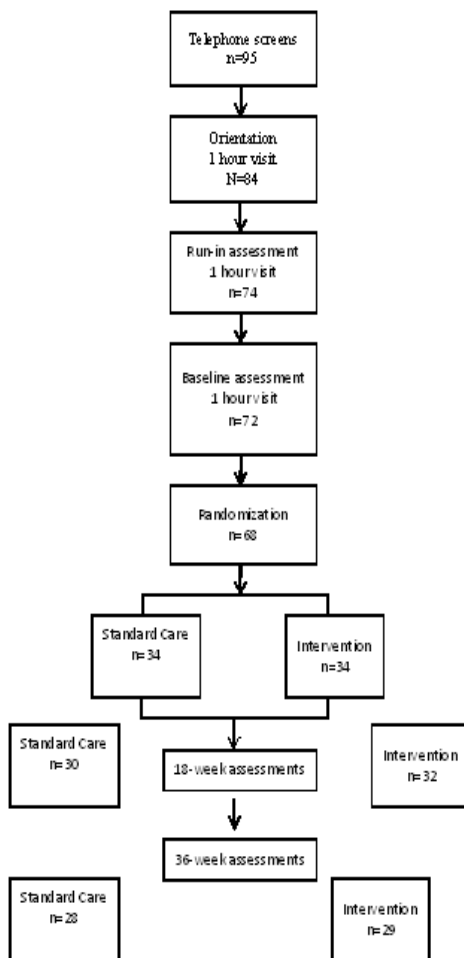 Telephone screens
n=95
Orientation
1 hour visit
N=84
Run-in assessment
1 hour visit
n=74
Baseline assessment
1 hour visit
n=72
Randomization
n=68
Standard Care
n=34
Intervention
n=34
Standard Care
n=30
18-week assessments
Intervention
n=32
36-week assessments
Standard Care
n=28
Intervention
n=29